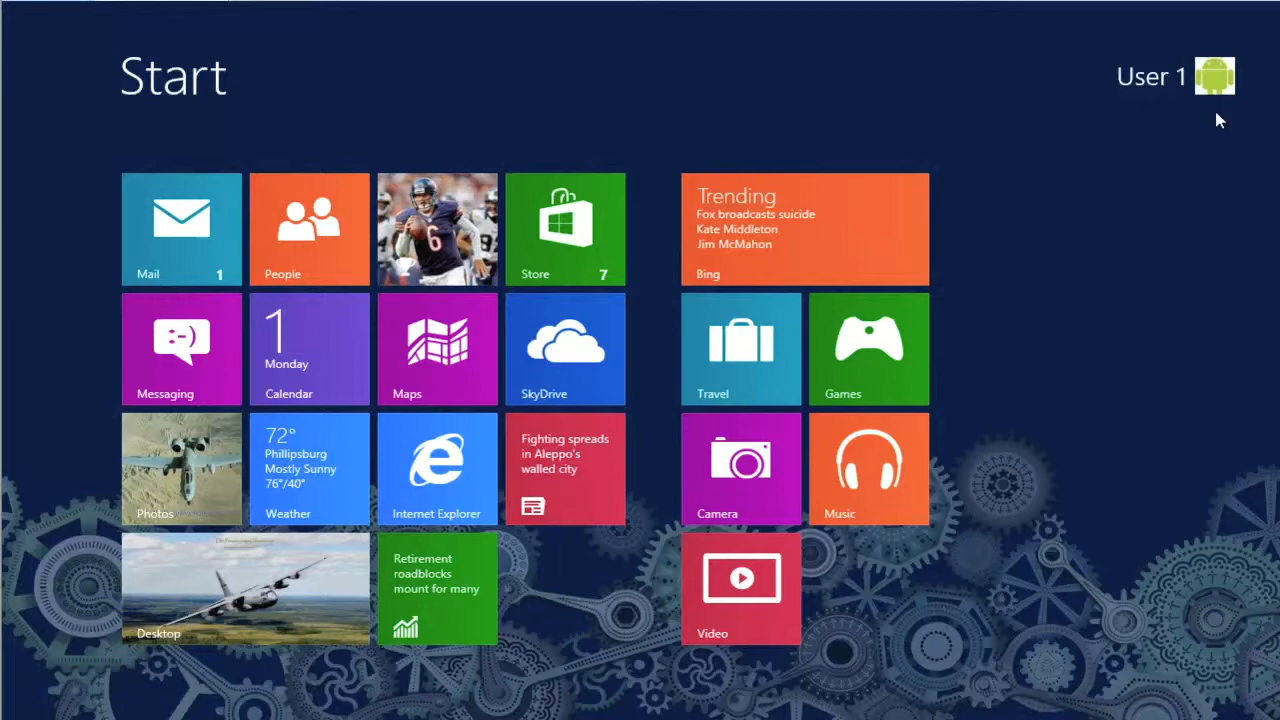 Start
User 1
Mail 1
People
6
Store 7
Trending
Fox broadcasts suicide
Kate Middleton
Jim McMahon
Bing
:-)
Messaging
1
Monday
Calendar
Maps
SkyDrive
Travel
Games
Photos
72°
Phillipsburg
Mostly Sunny
76°/40°
Weather
Internet Explorer
Fighting spreads
in Aleppo's
walled city
Camera
Music
Desktop
Retirement
roadblocks
mount for many
Video